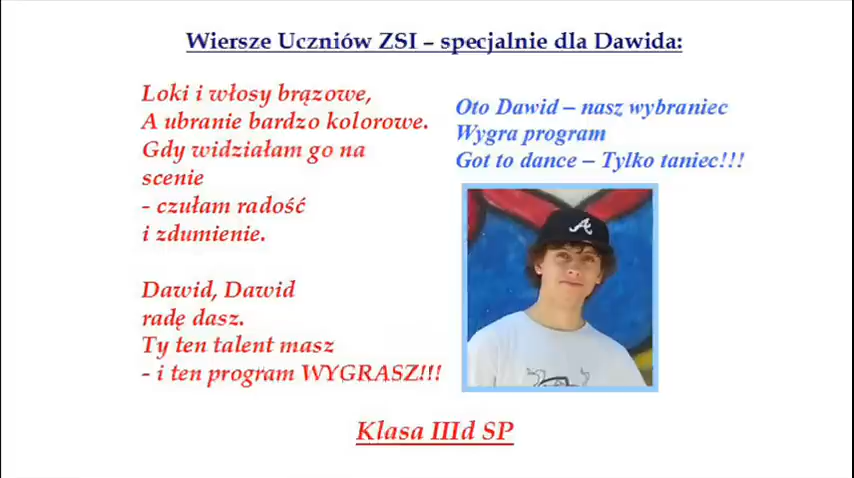 Wiersze Uczniów ZSI – specjalnie dla Dawida:
Loki i włosy brązowe,
A ubranie bardzo kolorowe.
Gdy widziałam go na
scenie
- czułam radość
i zdumienie.
Dawid, Dawid
radę dasz.
Ty ten talent masz
- i ten program WYGRASZ!!!
Oto Dawid – nasz wybraniec
Wygra program
Got to dance – Tylko taniec!!!
A
Klasa IIId SP